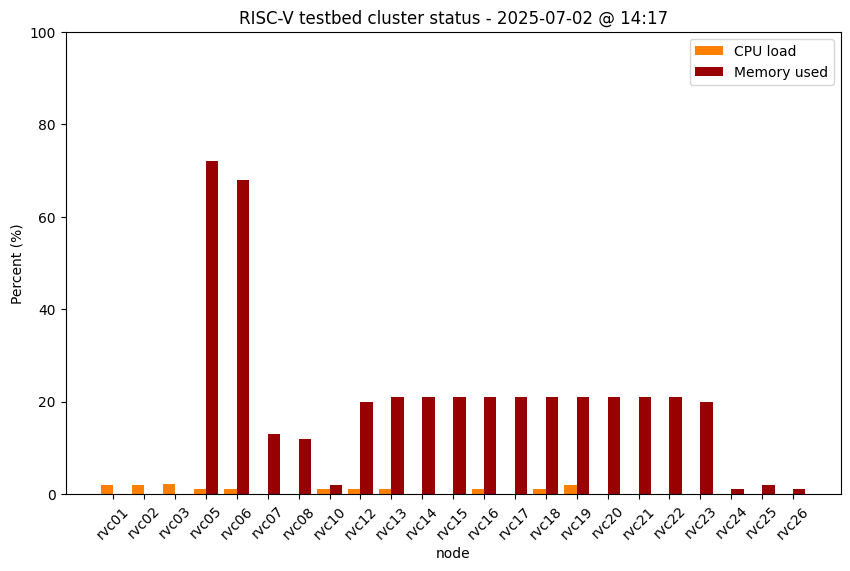 RISC-V testbed cluster status - 2025-07-02 @ 14:17
CPU load
Memory used
Percent (%)
100
80
60
40
20
0
rvc01 rvc02 rvc03 rvc05 rvc06 rvc07 rvc08 rvc10 rvc12 rvc13 rvc14 rvc15 rvc16 rvc17 rvc18 rvc19 rvc20 rvc21 rvc22 rvc23 rvc24 rvc25 rvc26
node